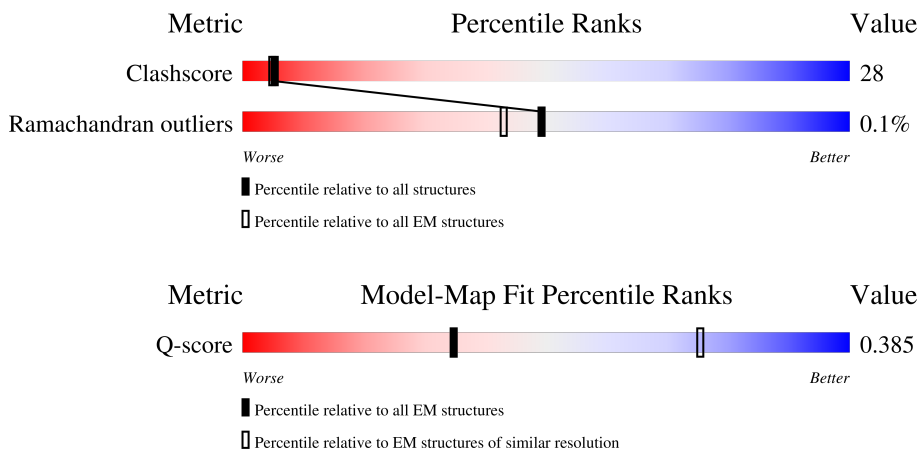 Metric Percentile Ranks Value
Clashscore 28
Ramachandran outliers 0.1%
Worse Better
Percentile relative to all structures
Percentile relative to all EM structures
Metric Model-Map Fit Percentile Ranks Value
Q-score 0.385
Worse Better
Percentile relative to all EM structures
Percentile relative to EM structures of similar resolution